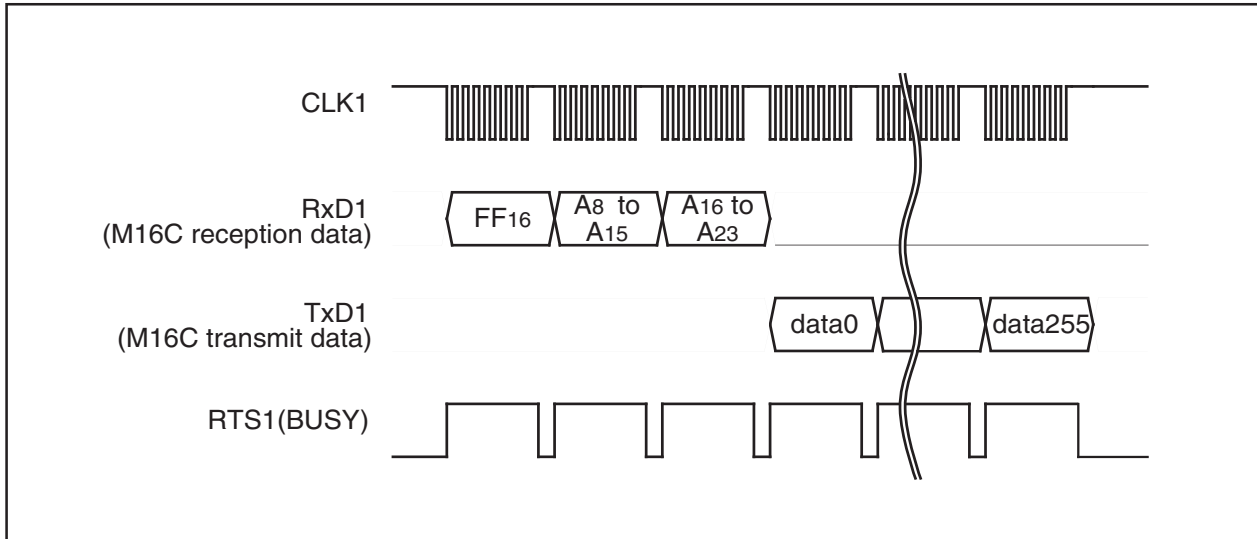 CLK1
RxD1
(M16C reception data)
FF16
A8 to
A15
A16 to
A23
TxD1
(M16C transmit data)
data0
data255
RTS1(BUSY)